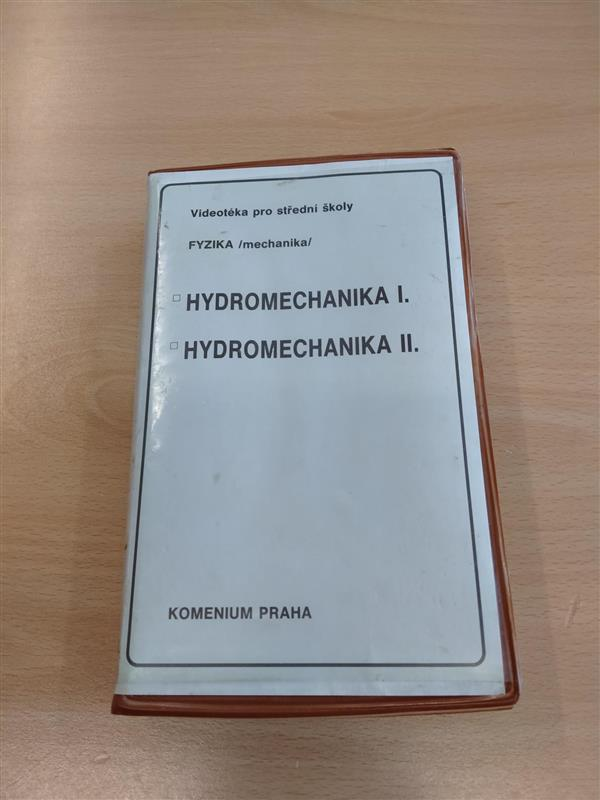 Videotéka pro střední školy
FYZIKA /mechanika/
HYDROMECHANIKA I.
HYDROMECHANIKA II.
KOMENIUM PRAHA